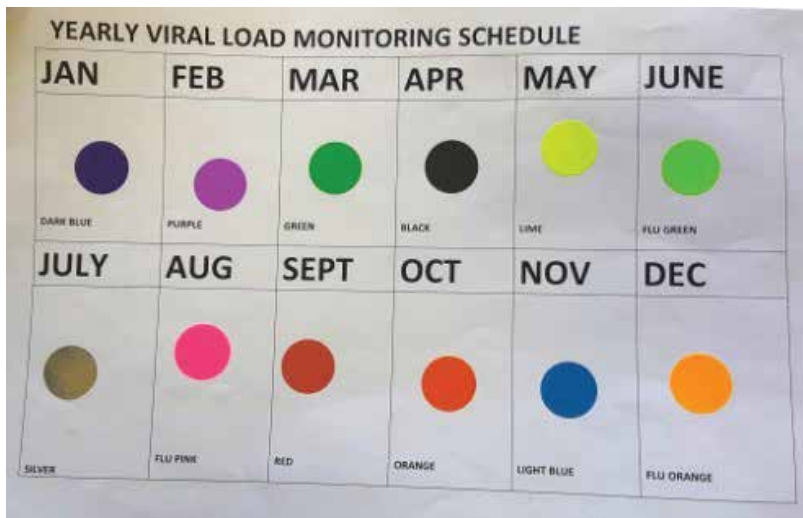 YEARLY VIRAL LOAD MONITORING SCHEDULE
JAN FEB MAR APR MAY JUNE
DARK BLUE PURPLE GREEN BLACK LIME FLU GREEN
JULY AUG SEPT OCT NOV DEC
SILVER FLU PINK RED ORANGE LIGHT BLUE FLU ORANGE